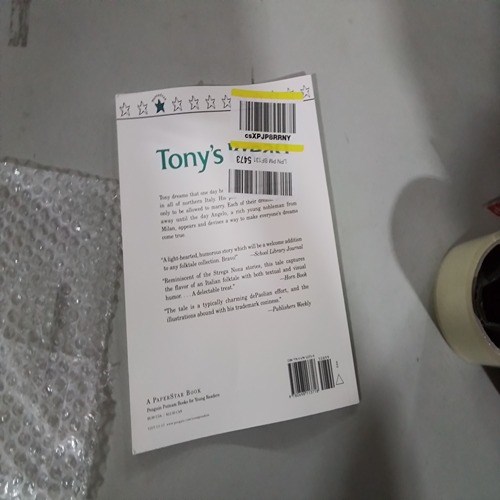 csXPJP8RRNY
Tony's
5473
Tony dreams that one day he
in all of northern Italy. His
only to be allowed to marry. Each of their
away until the day Angelo, a rich young nobleman from
Milan, appears and devises a way to make everyone's dreams
come true.
"A light-hearted, humorous story which will be a welcome addition
to any folktale collection. Bravo!" —School Library Journal
"Reminiscent of the Strega Nona stories, this tale captures
the flavor of an Italian folktale with both textual and visual
humor . . . A delectable treat." —Horn Book
"The tale is a typically charming dePaolian effort, and the
illustrations abound with his trademark coziness."
—Publishers Weekly
A PaperStar Book
Penguin Putnam Books for Young Readers